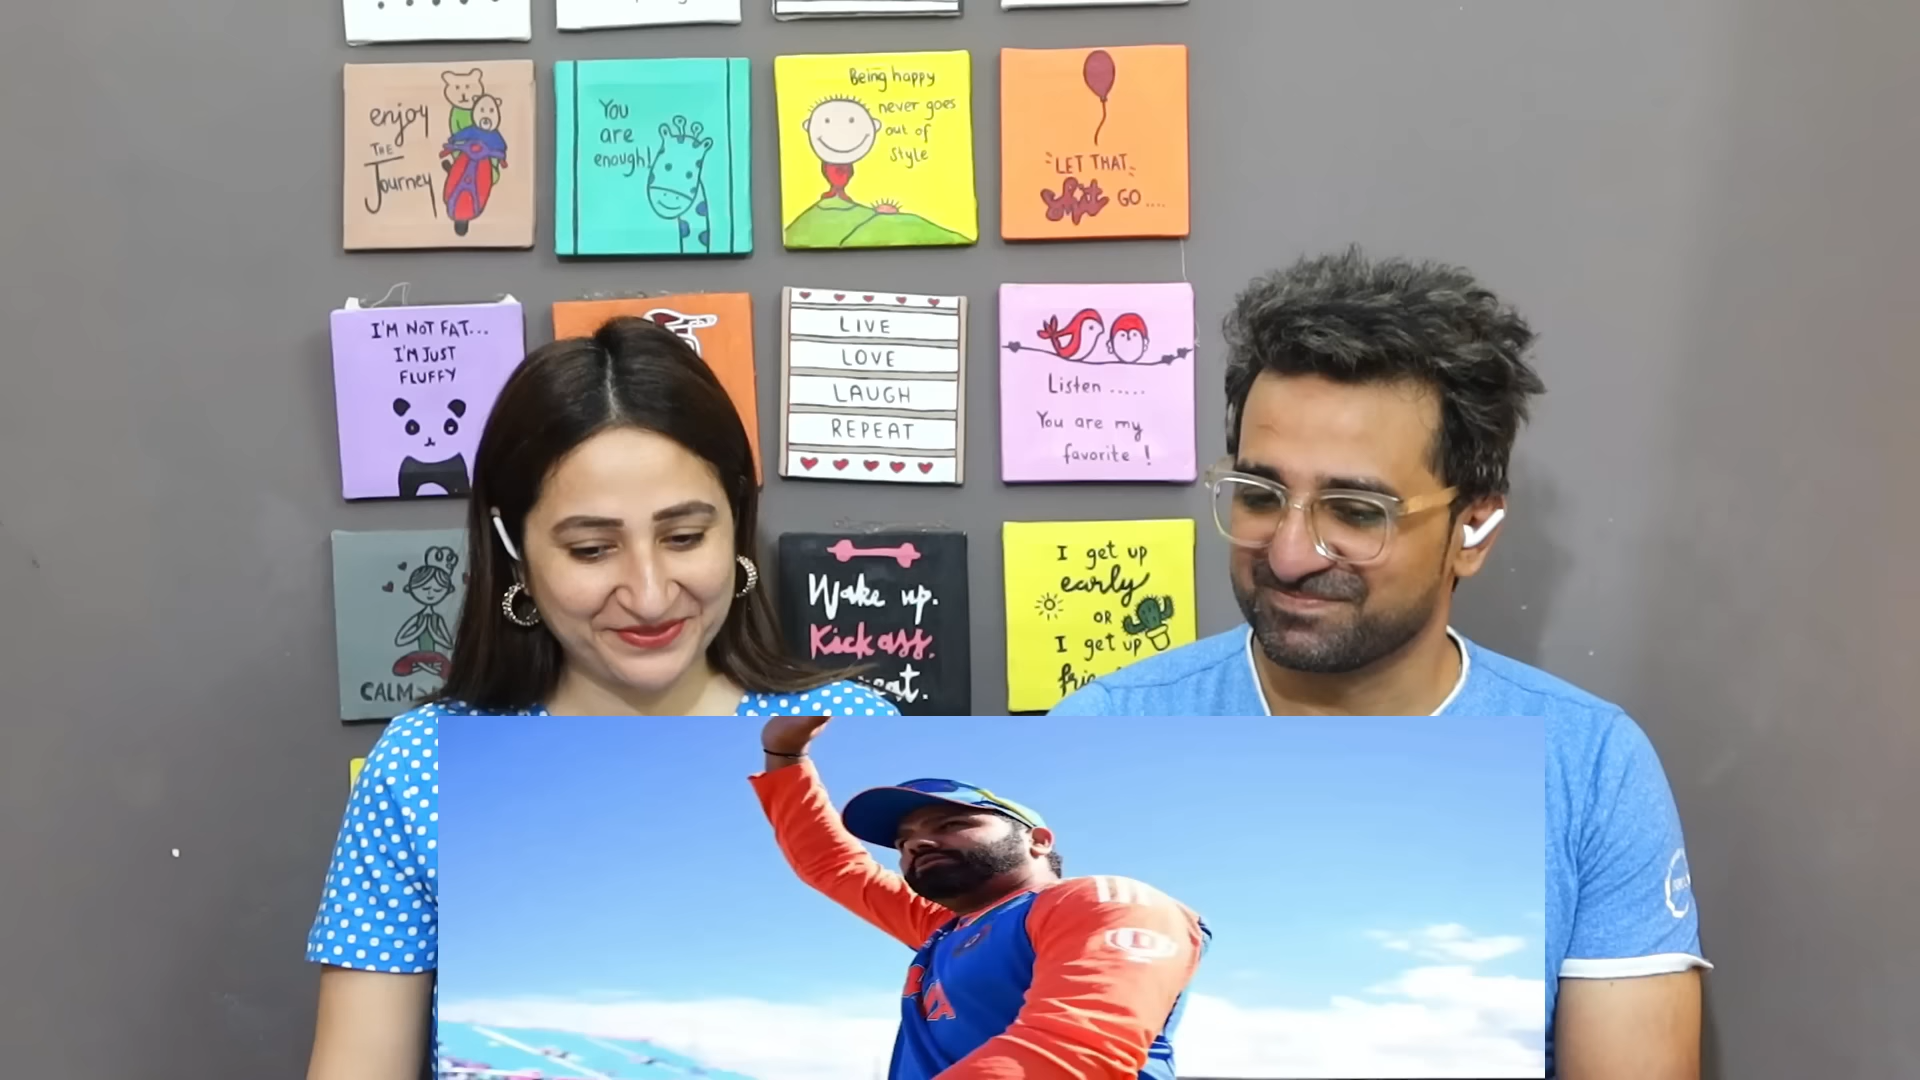 enjoy
THE
Journey
You
are
enough!
Being happy
never goes
out of
style
LET THAT
shit GO ....
I'M NOT FAT...
I'M JUST
FLUFFY
LIVE
LOVE
LAUGH
REPEAT
Listen .....
You are my
favorite !
CALM
Wake up.
Kick ass.
I get up
early
OR
I get up